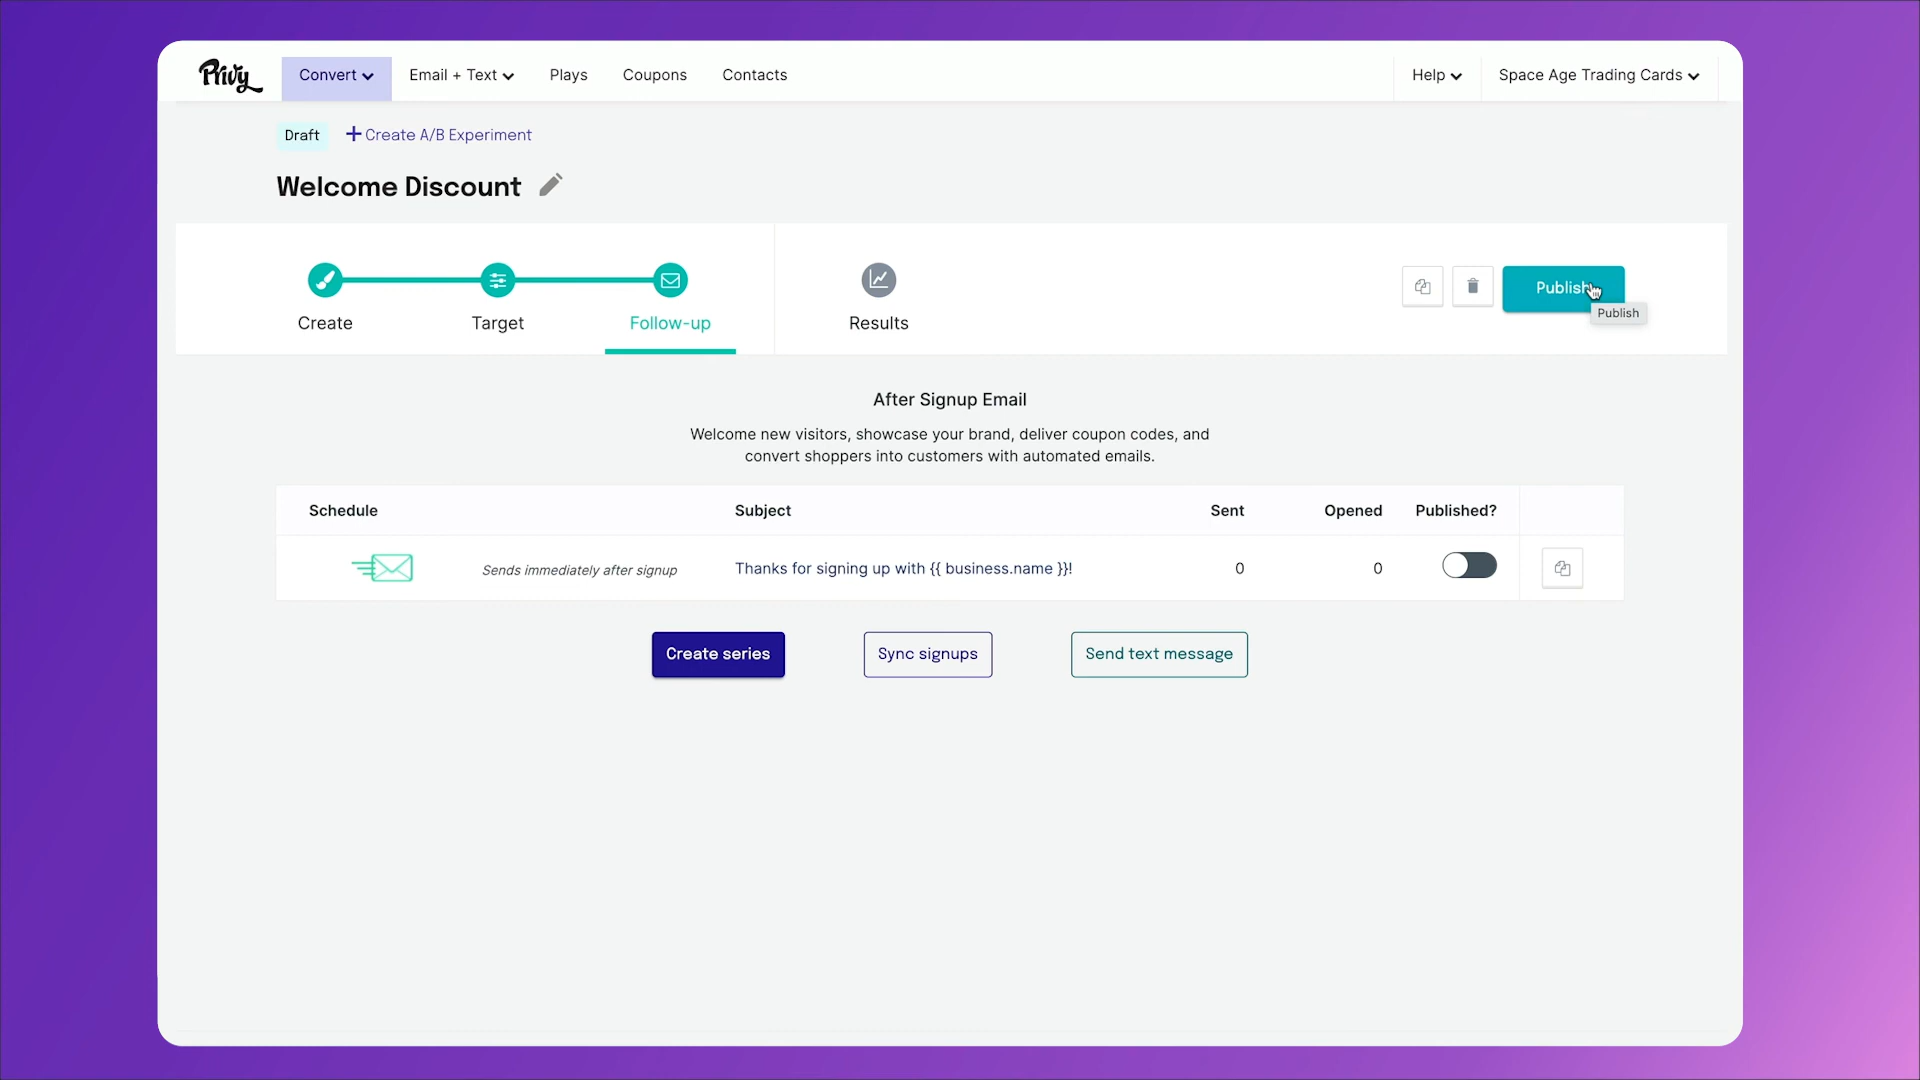 Privy
Convert
Email + Text
Plays
Coupons
Contacts
Help
Space Age Trading Cards
Draft
Create A/B Experiment
Welcome Discount
Create
Target
Follow-up
Results
Publish
Publish
After Signup Email
Welcome new visitors, showcase your brand, deliver coupon codes, and
convert shoppers into customers with automated emails.
Schedule
Subject
Sent
Opened
Published?
Sends immediately after signup
Thanks for signing up with {{ business.name }}!
0
0
Create series
Sync signups
Send text message